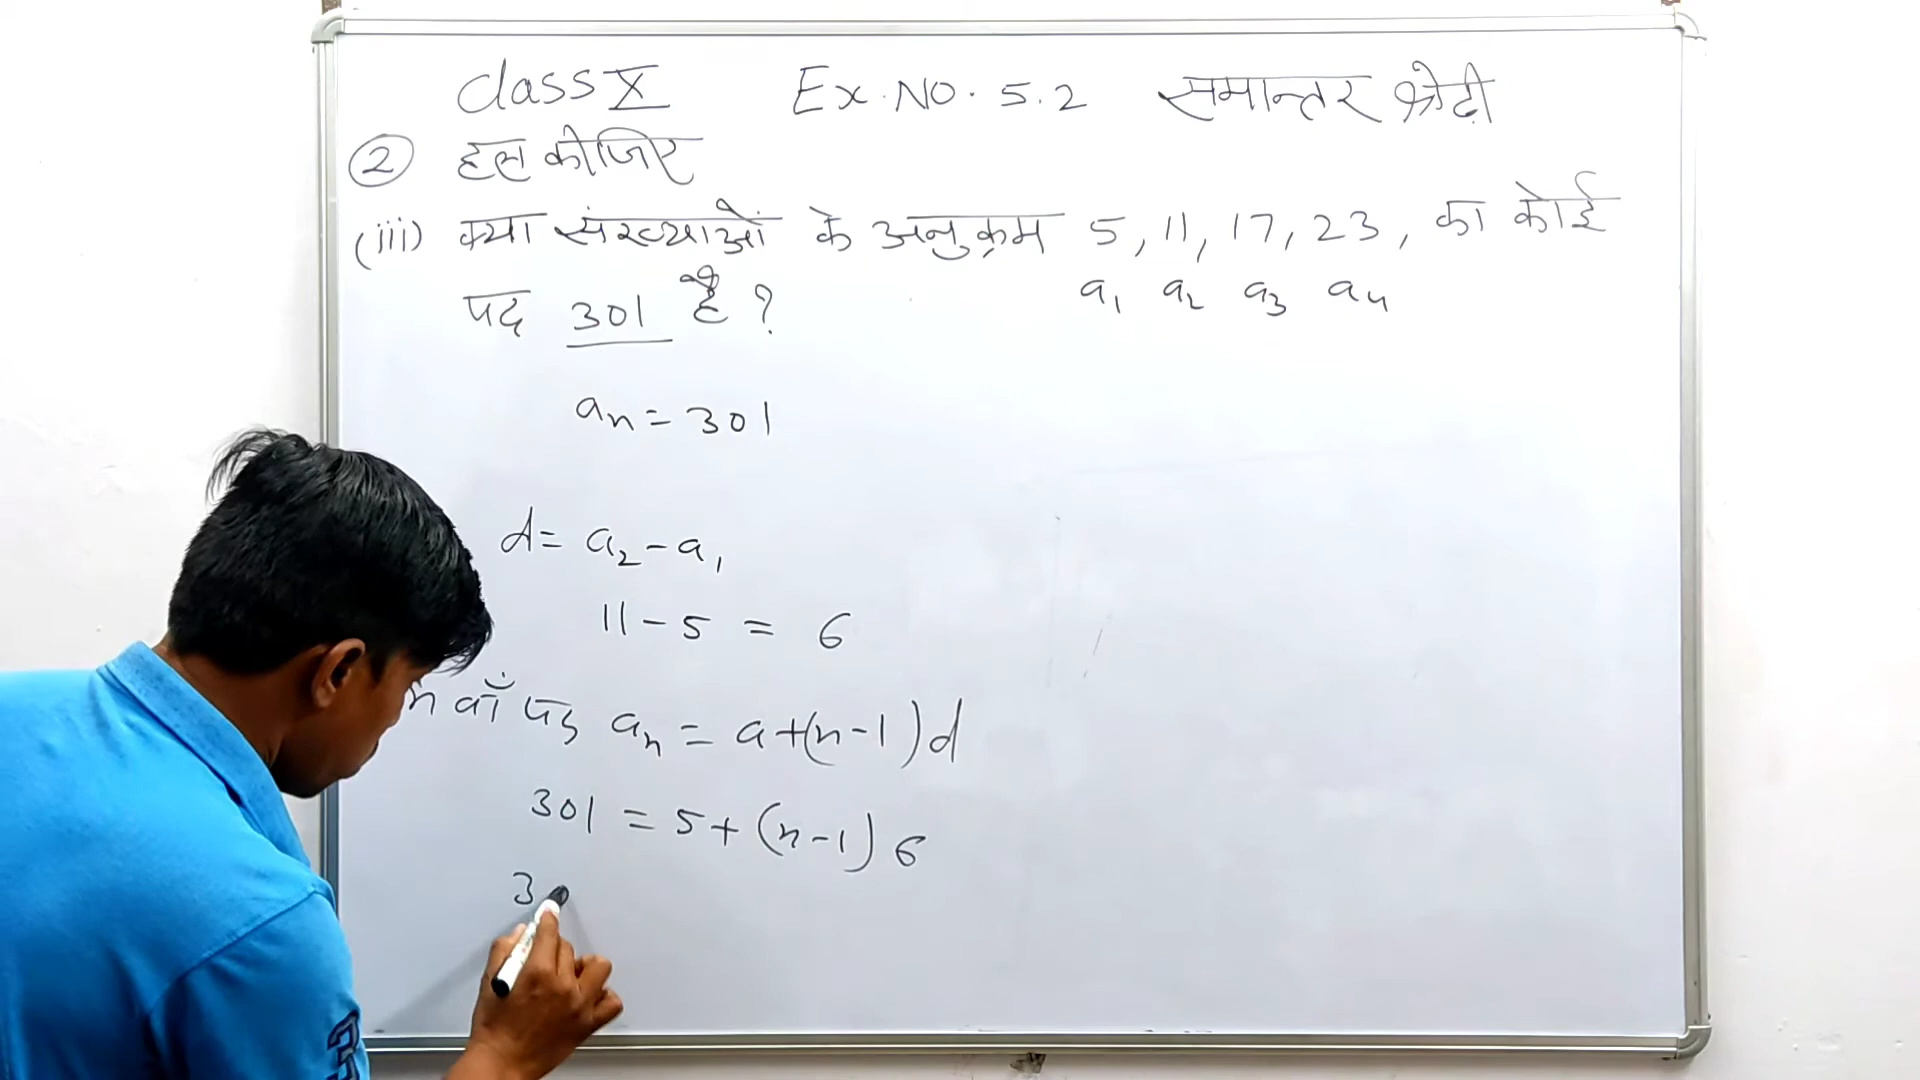 Class X Ex. NO. 5.2 समान्तर श्रेढी
② हल कीजिए
(iii) क्या संख्याओं के अनुक्रम 5, 11, 17, 23, का कोई
पद 301 है ?
a₁ a₂ a₃ a₄
aₙ = 301
d = a₂ - a₁
11 - 5 = 6
n वाँ पद aₙ = a + (n-1) d
301 = 5 + (n-1) 6
30